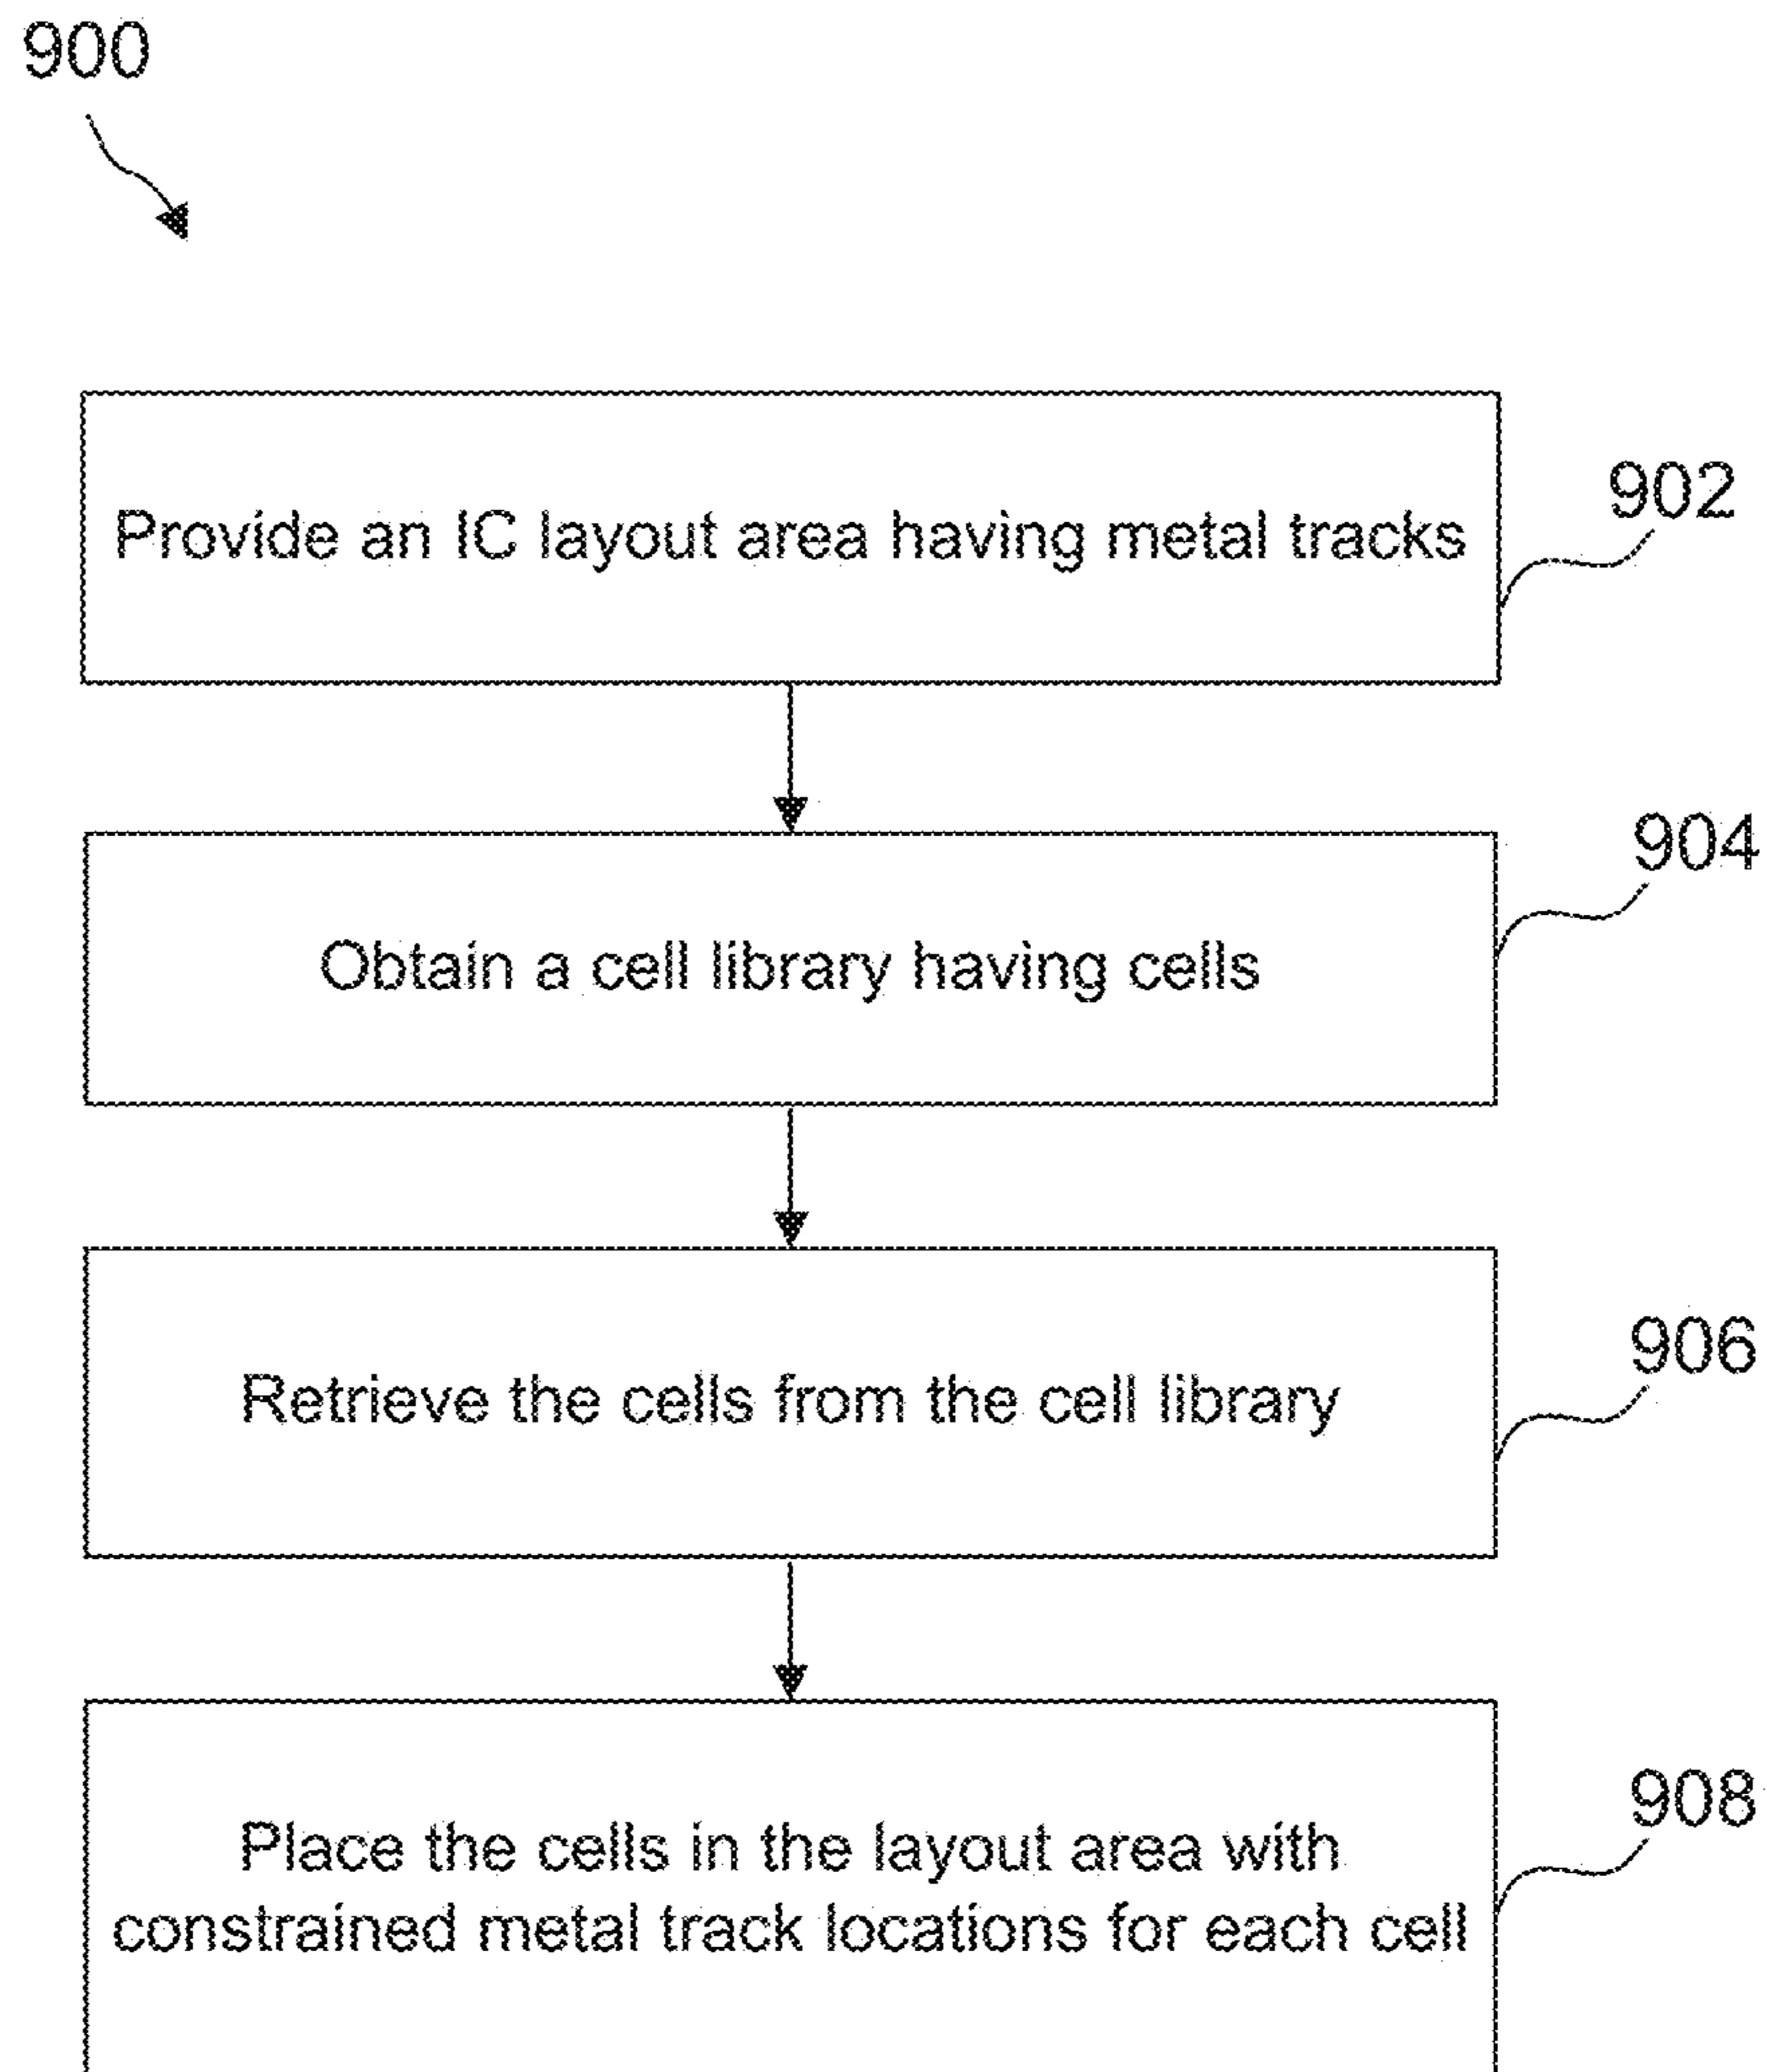 900
Provide an IC layout area having metal tracks
902
904
Obtain a cell library having cells
906
Retrieve the cells from the cell library
908
Place the cells in the layout area with
constrained metal track locations for each cell